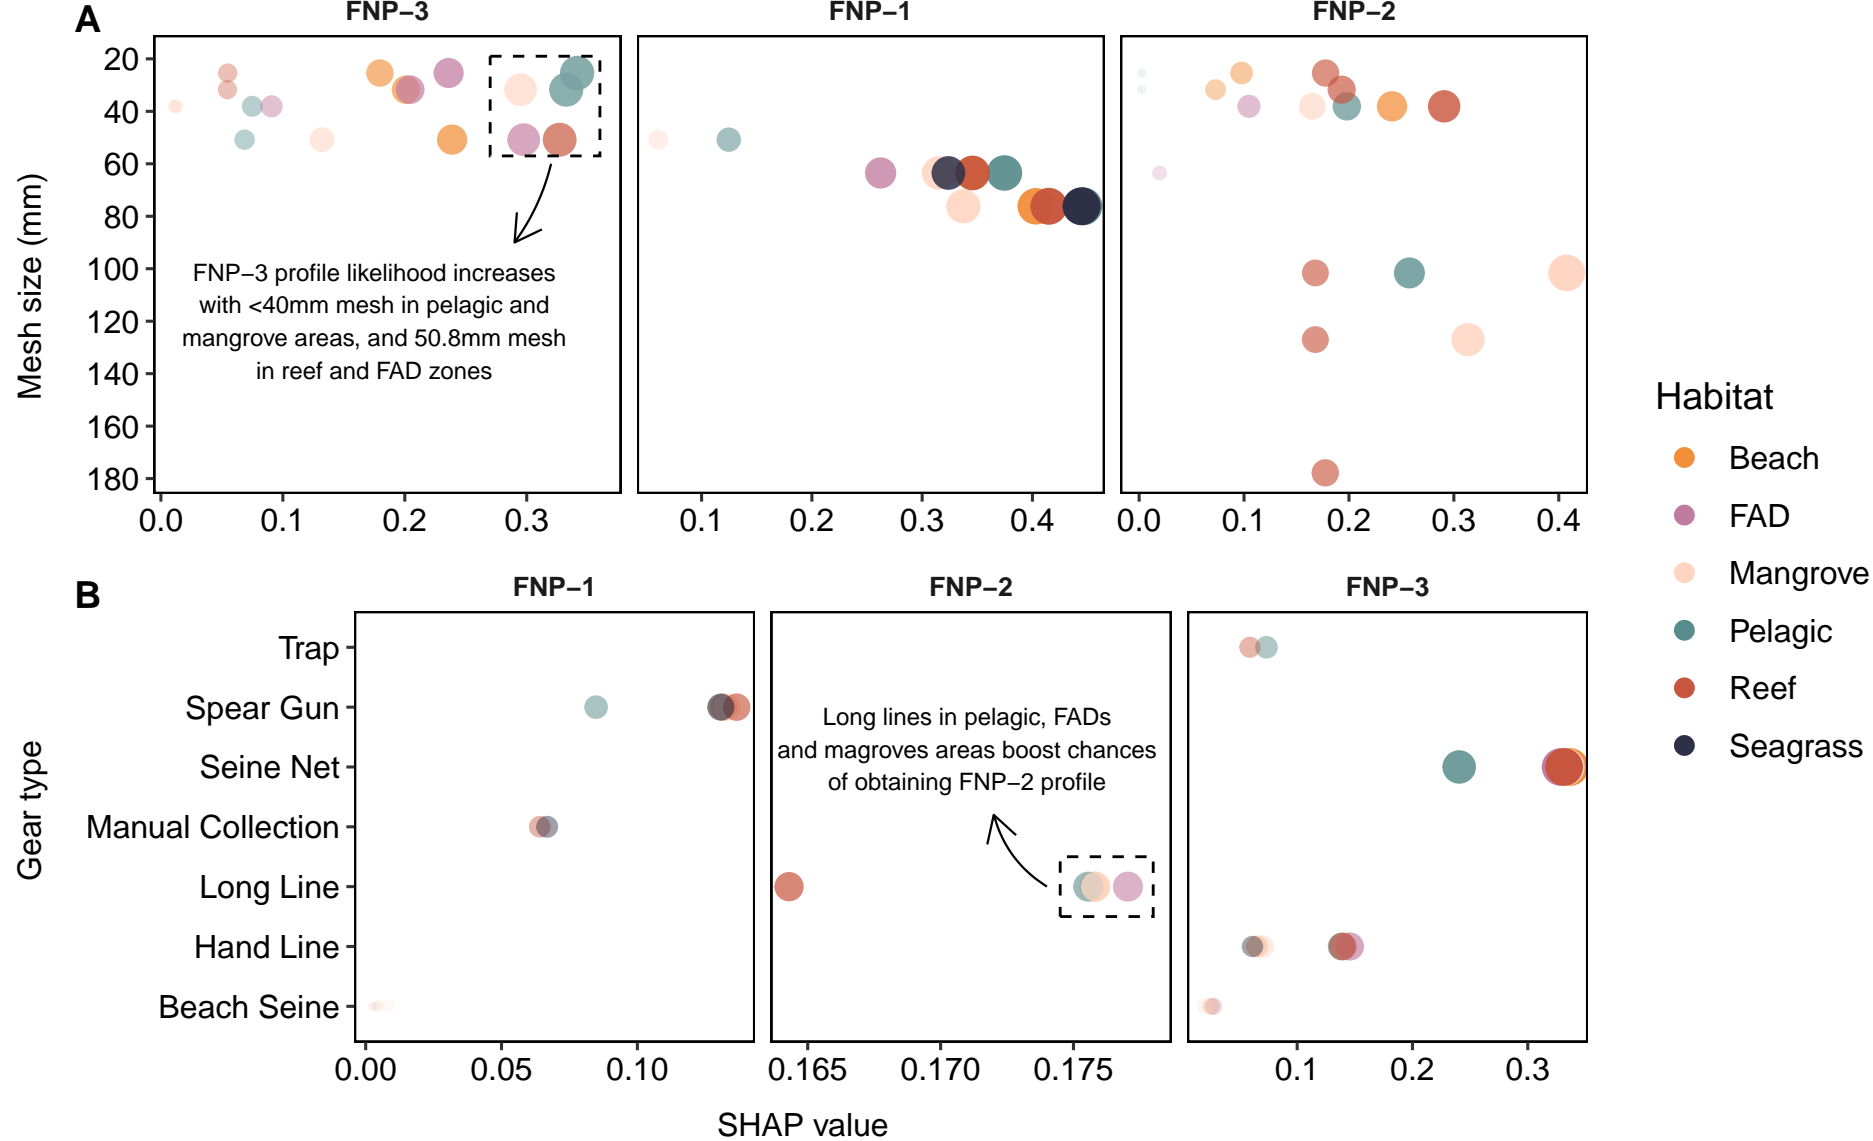 A
FNP−3
FNP−1
FNP−2
Mesh size (mm)
20
40
60
80
100
120
140
160
180
FNP−3 profile likelihood increases
with <40mm mesh in pelagic and
mangrove areas, and 50.8mm mesh
in reef and FAD zones
0.0
0.1
0.2
0.3
0.1
0.2
0.3
0.4
0.0
0.1
0.2
0.3
0.4
Habitat
Beach
FAD
Mangrove
Pelagic
Reef
Seagrass
B
FNP−1
FNP−2
FNP−3
Gear type
Trap
Spear Gun
Seine Net
Manual Collection
Long Line
Hand Line
Beach Seine
Long lines in pelagic, FADs
and magroves areas boost chances
of obtaining FNP−2 profile
0.00
0.05
0.10
0.165
0.170
0.175
0.1
0.2
0.3
SHAP value